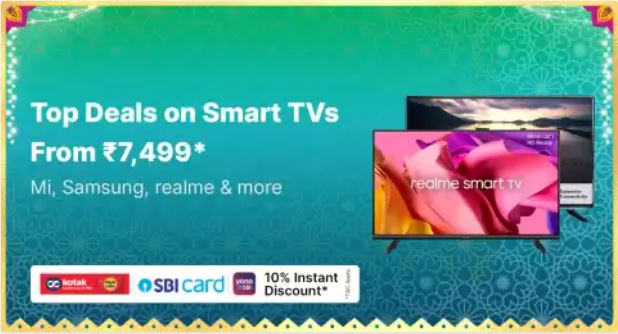 Top Deals on Smart TVs
From ₹7,499*
Mi, Samsung, realme & more
realme smart TV
kotak
SBI card
yono
SBI
10% Instant
Discount*